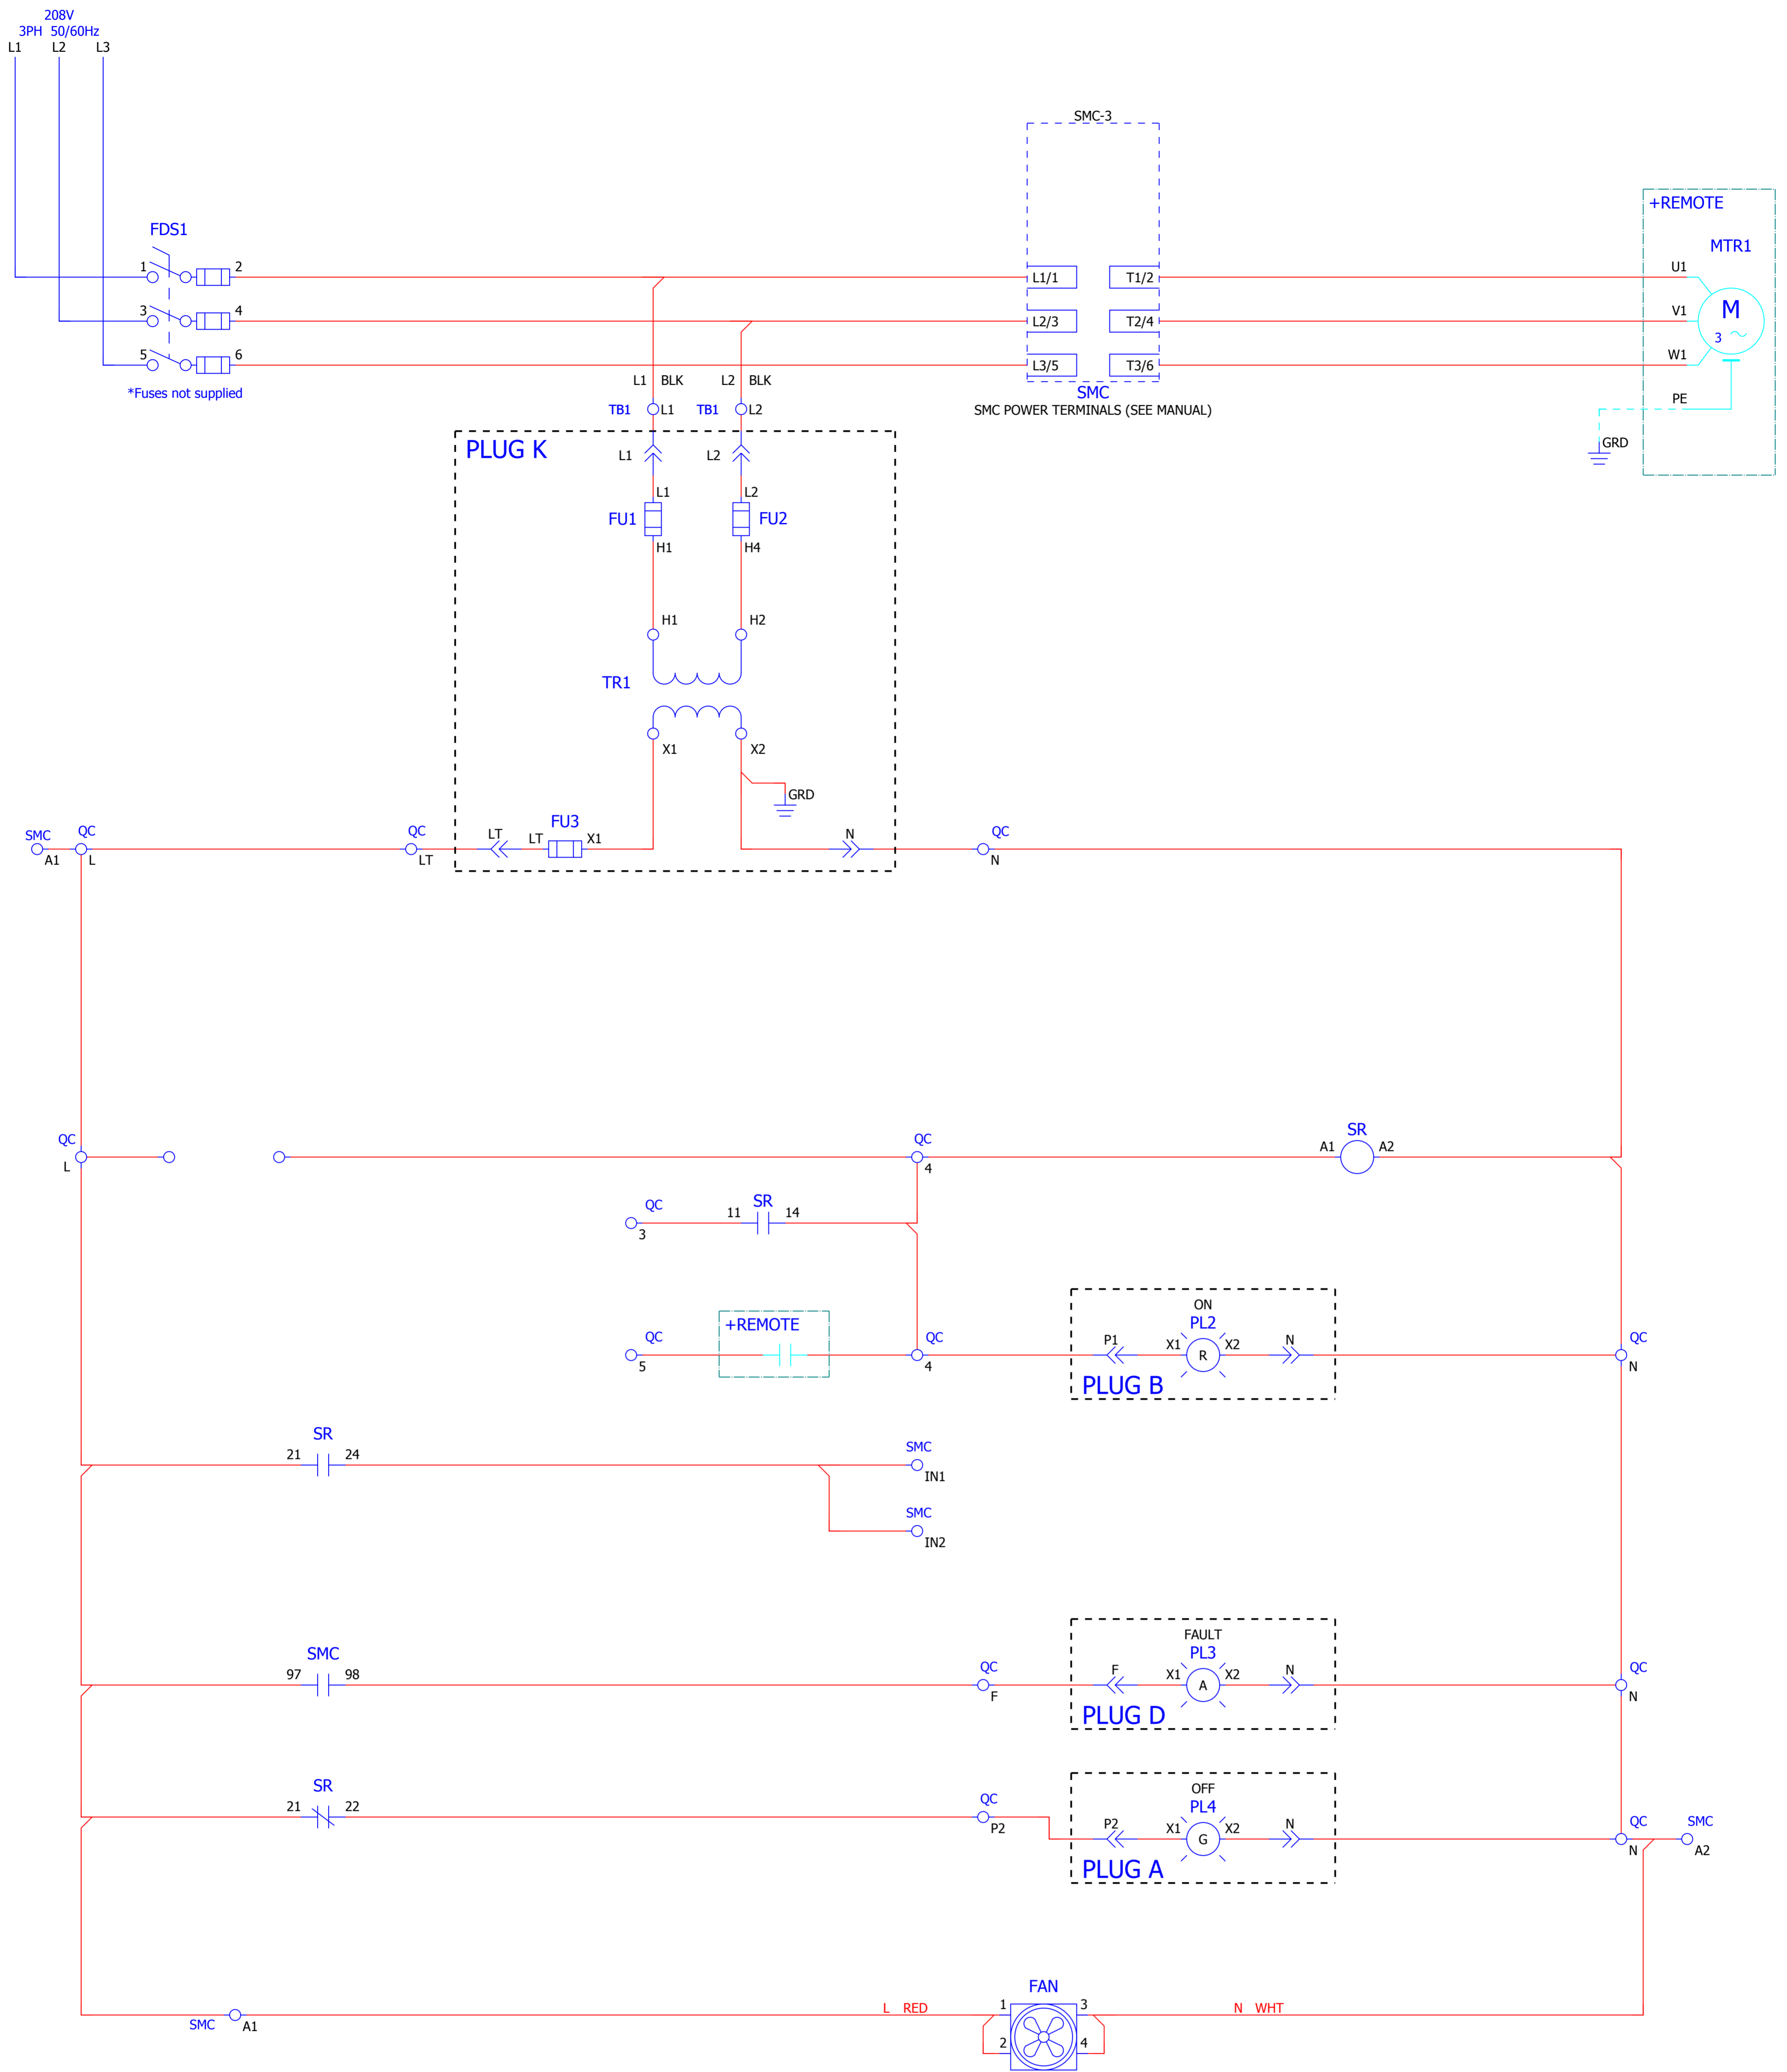 208V
3PH 50/60Hz
L1 L2 L3
SMC-3
+REMOTE
MTR1
FDS1
1 2
L1/1 T1/2
U1
3 4
L2/3 T2/4
V1
M
3
5 6
L3/5 T3/6
W1
*Fuses not supplied
L1 BLK L2 BLK
SMC
SMC POWER TERMINALS (SEE MANUAL)
PE
GRD
TB1 L1 TB1 L2
PLUG K
L1 L2
L1 L2
FU1 FU2
H1 H4
H1 H2
TR1
X1 X2
GRD
SMC QC QC
FU3
LT LT X1
N
QC
A1 L LT
N
QC
L
QC
4
SR
A1 A2
QC
3
SR
11 14
QC
5
+REMOTE
QC
4
ON
PL2
P1 X1 R X2 N
PLUG B
QC
N
SR
21 24
SMC
IN1
SMC
IN2
SMC
97 98
QC
F
FAULT
PL3
F X1 A X2 N
PLUG D
QC
N
SR
21 22
QC
P2
OFF
PL4
P2 X1 G X2 N
PLUG A
QC
N
SMC
A2
SMC A1
L RED
FAN
1 3
2 4
N WHT